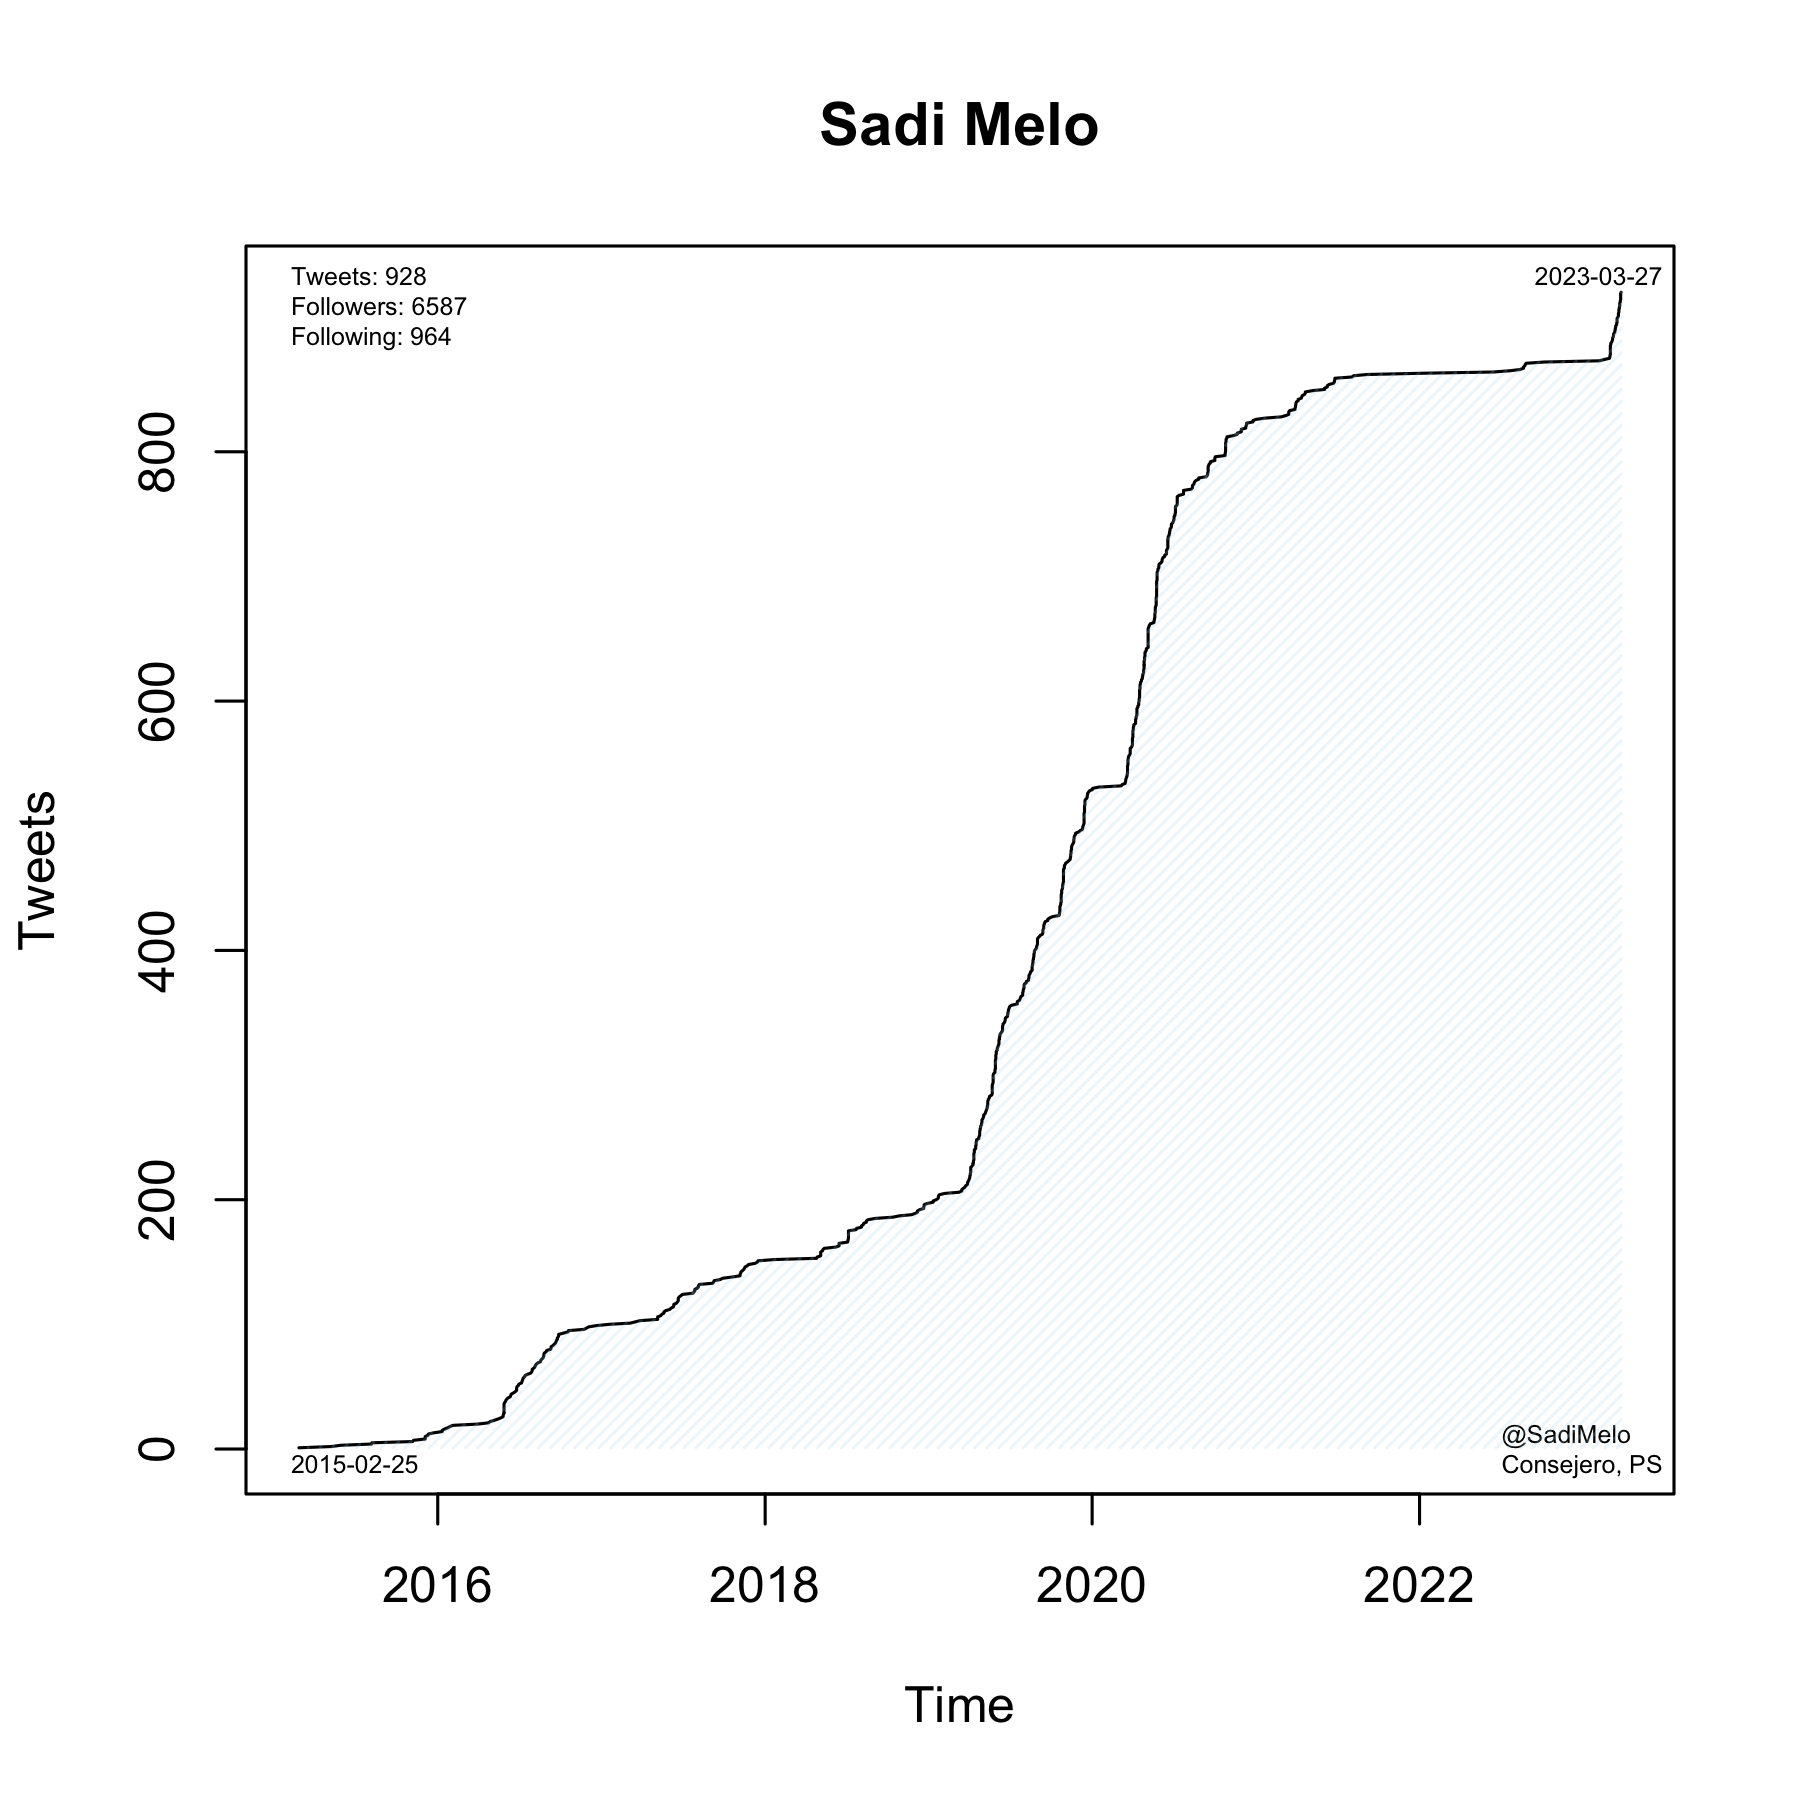 Sadi Melo
Tweets: 928
Followers: 6587
Following: 964
2023-03-27
800
600
400
200
0
Tweets
2015-02-25
@SadiMelo
Consejero, PS
2016
2018
2020
2022
Time